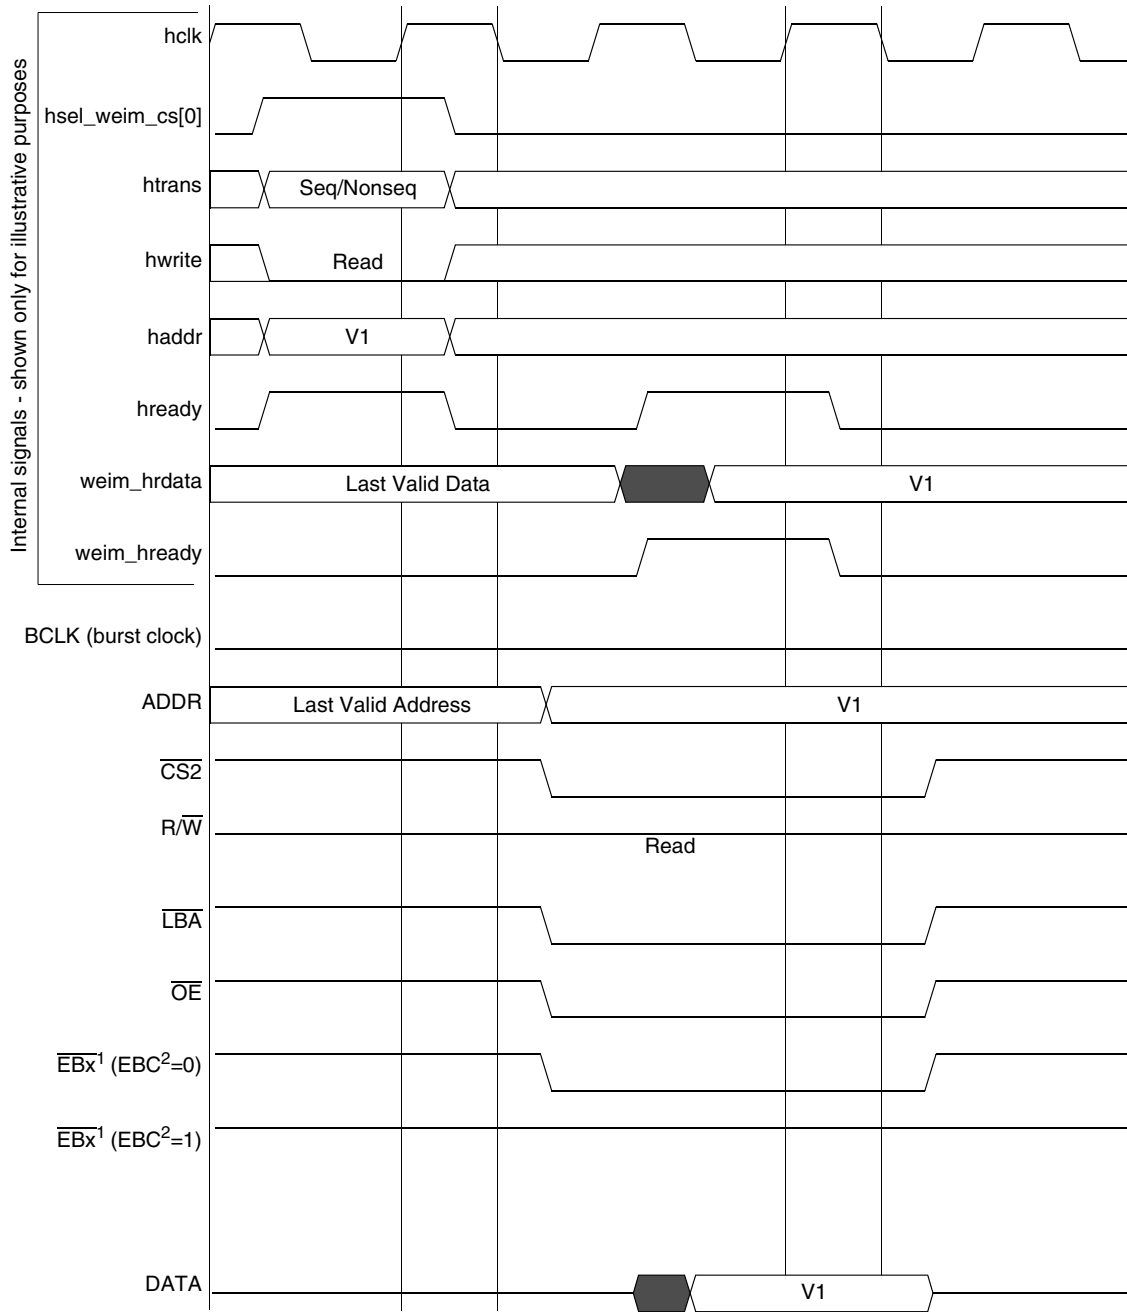 Internal signals - shown only for illustrative purposes
hclk
hsel_weim_cs[0]
htrans Seq/Nonseq
hwrite Read
haddr V1
hready
weim_hrdata Last Valid Data V1
weim_hready
BCLK (burst clock)
ADDR Last Valid Address V1
CS2
R/W
Read
LBA
OE
EBx1 (EBC2=0)
EBx1 (EBC2=1)
DATA V1